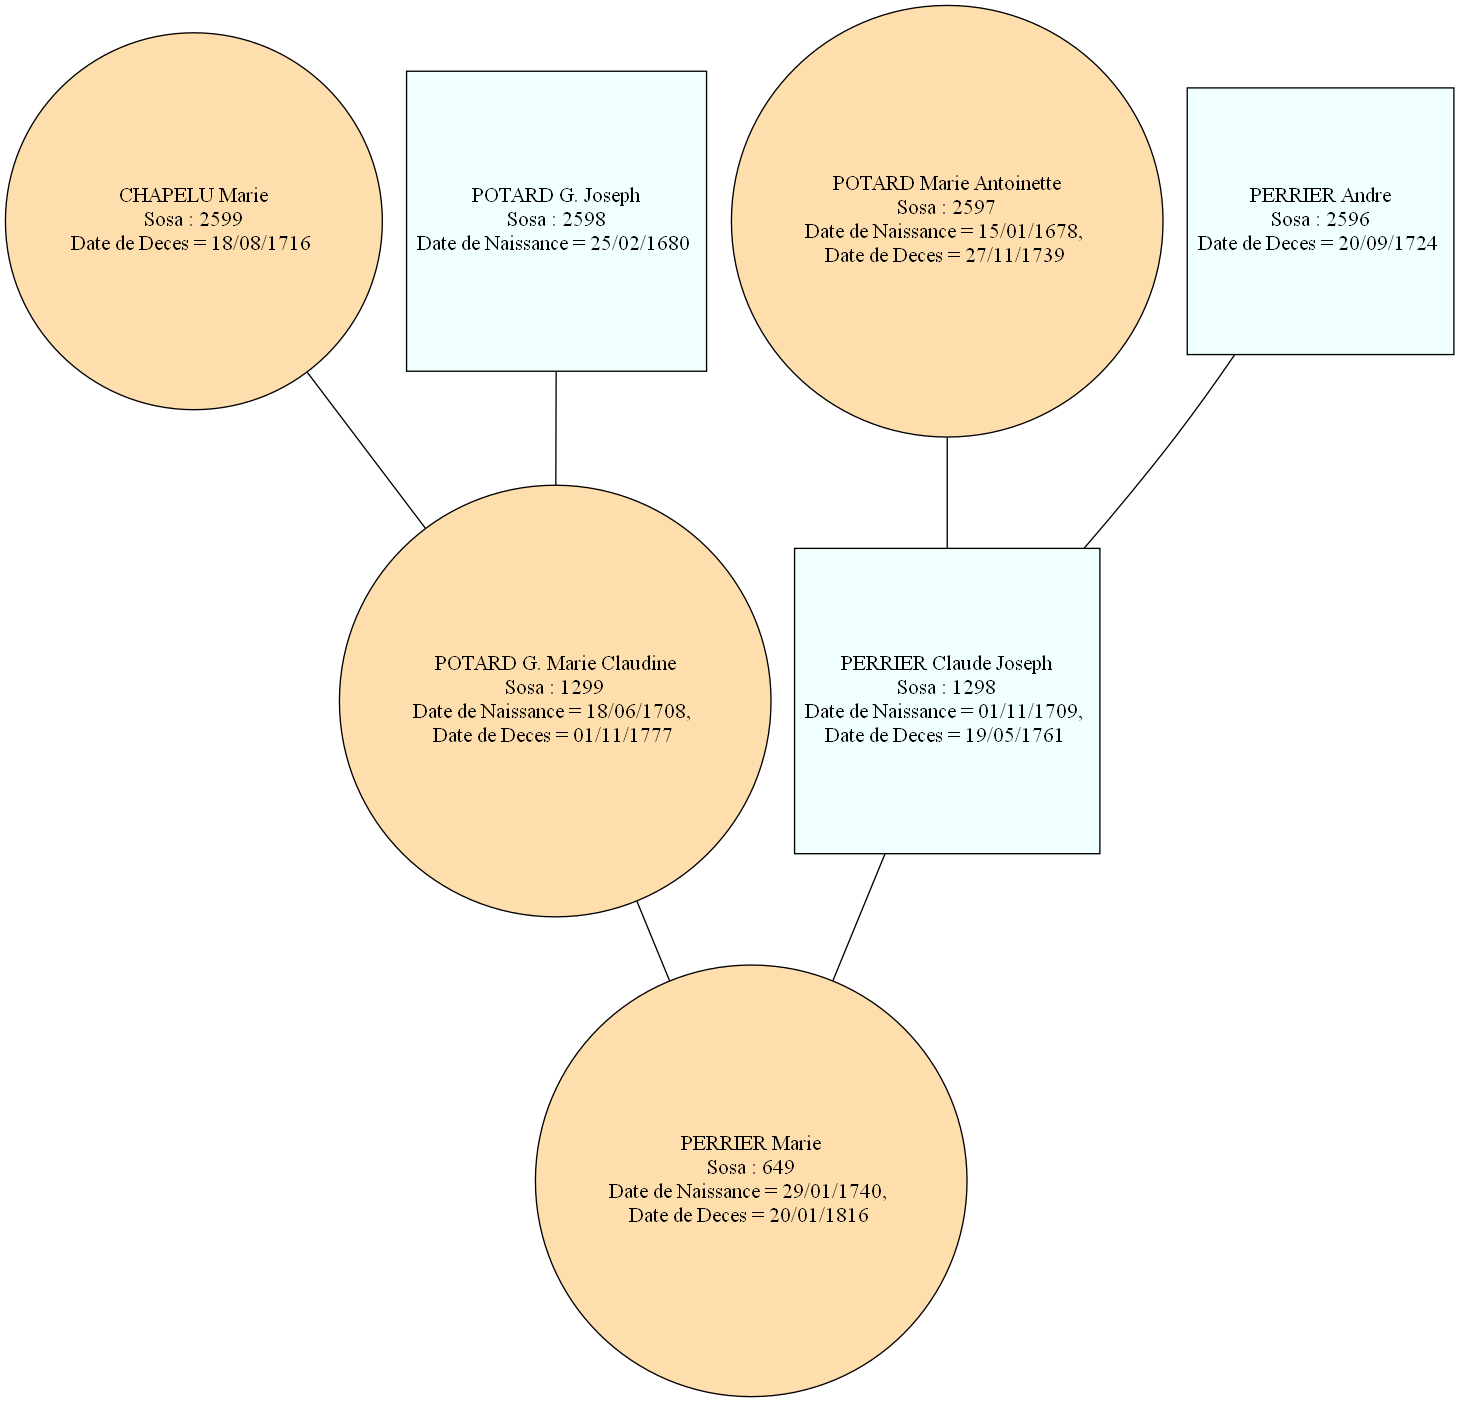 CHAPELU Marie
Sosa : 2599
Date de Deces = 18/08/1716
POTARD G. Joseph
Sosa : 2598
Date de Naissance = 25/02/1680
POTARD Marie Antoinette
Sosa : 2597
Date de Naissance = 15/01/1678,
Date de Deces = 27/11/1739
PERRIER Andre
Sosa : 2596
Date de Deces = 20/09/1724
POTARD G. Marie Claudine
Sosa : 1299
Date de Naissance = 18/06/1708,
Date de Deces = 01/11/1777
PERRIER Claude Joseph
Sosa : 1298
Date de Naissance = 01/11/1709,
Date de Deces = 19/05/1761
PERRIER Marie
Sosa : 649
Date de Naissance = 29/01/1740,
Date de Deces = 20/01/1816